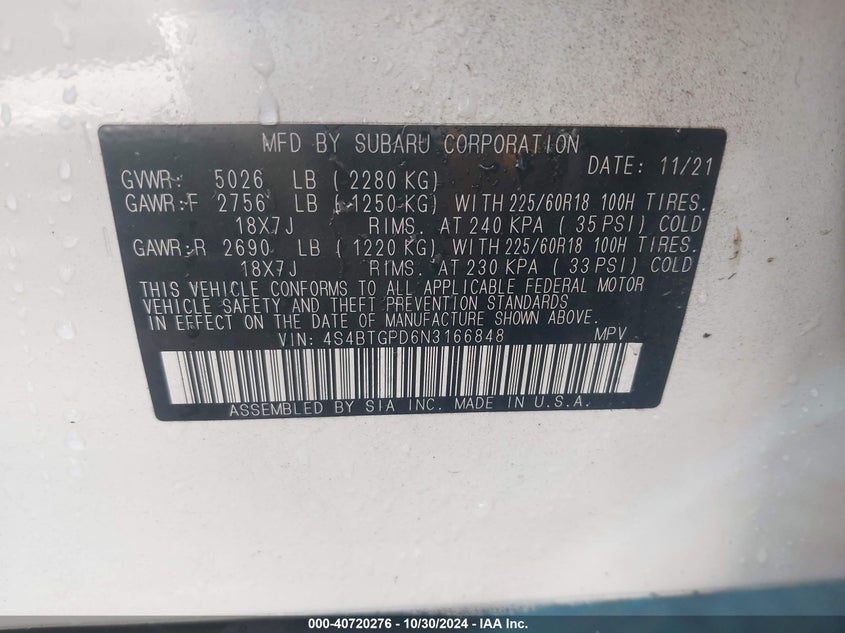 MFD BY SUBARU CORPORATION
DATE: 11/21
GVWR: 5026 LB ( 2280 KG)
GAWR:F 2756 LB ( 1250 KG) WITH 225/60R18 100H TIRES.
18X7J RIMS. AT 240 KPA ( 35 PSI) COLD
GAWR:R 2690 LB ( 1220 KG) WITH 225/60R18 100H TIRES.
18X7J RIMS. AT 230 KPA ( 33 PSI) COLD
THIS VEHICLE CONFORMS TO ALL APPLICABLE FEDERAL MOTOR
VEHICLE SAFETY AND THEFT PREVENTION STANDARDS
IN EFFECT ON THE DATE OF MANUFACTURE SHOWN ABOVE.
VIN: 4S4BTGPD6N3166848 MPV
ASSEMBLED BY SIA INC. MADE IN U.S.A.
000-40720276 - 10/30/2024 - IAA Inc.